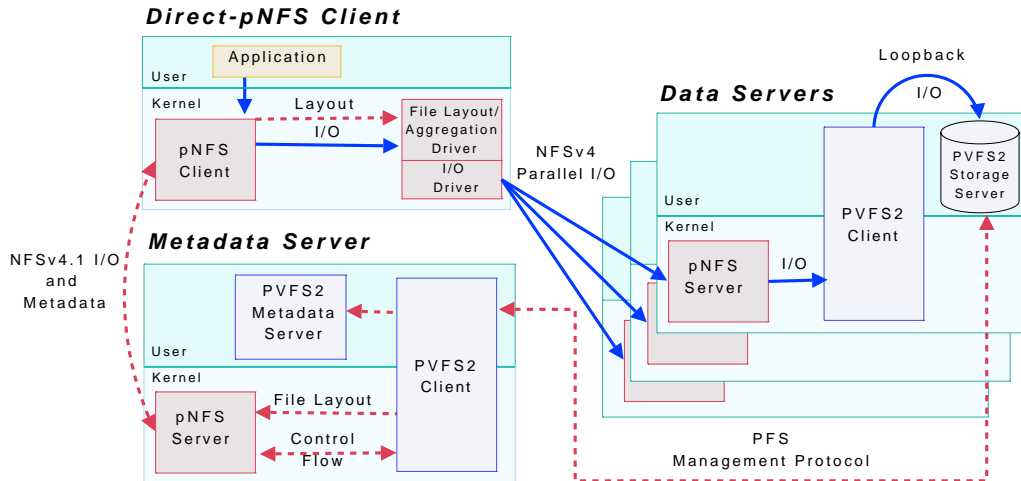 Direct-pNFS Client
Application
User
Kernel
Layout
I/O
pNFS
Client
File Layout/
Aggregation
Driver
I/O
Driver
NFSv4
Parallel I/O
NFSv4.1 I/O
and
Metadata
Metadata Server
PVFS2
Metadata
Server
User
Kernel
PVFS2
Client
pNFS
Server
File Layout
Control
Flow
Data Servers
Loopback
I/O
PVFS2
Storage
Server
User
Kernel
PVFS2
Client
pNFS
Server
I/O
PFS
Management Protocol